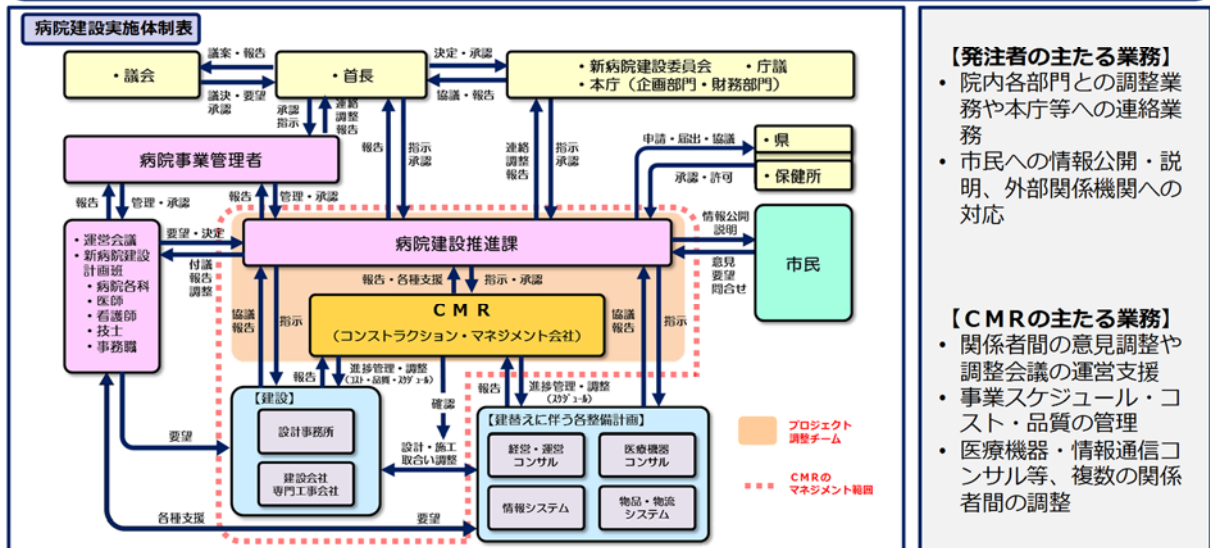 病院建設実施体制表
・議会
議案・報告
議決・要望
承認
・首長
決定・承認
協議・報告
・新病院建設委員会 ・庁議
・本庁（企画部門・財務部門）
承認
指示
連絡
調整
報告
病院事業管理者
報告
指示
承認
連絡
調整
報告
指示
承認
申請・届出・協議
承認・許可
・県
・保健所
報告
管理・承認
報告
管理・承認
・運営会議
・新病院建設
計画班
・病院各科
・医師
・看護師
・技士
・事務職
要望・決定
付議
報告
調整
病院建設推進課
情報公開
説明
意見
要望
問合せ
市民
報告・各種支援
指示・承認
ＣＭＲ
（コンストラクション・マネジメント会社）
協議
報告
指示
協議
報告
指示
報告
進捗管理・調整
（コスト・品質・スケジュール）
確認
報告
進捗管理・調整
（スケジュール）
【建設】
設計事務所
建設会社
専門工事会社
設計・施工
取合い調整
【建替えに伴う各整備計画】
経営・運営
コンサル
医療機器
コンサル
情報システム
物品・物流
システム
要望
各種支援
要望
プロジェクト
調整チーム
ＣＭＲの
マネジメント範囲
【発注者の主たる業務】
• 院内各部門との調整業
務や本庁等への連絡業
務
• 市民への情報公開・説
明、外部関係機関への
対応
【ＣＭＲの主たる業務】
• 関係者間の意見調整や
調整会議の運営支援
• 事業スケジュール・コ
スト・品質の管理
• 医療機器・情報通信コ
ンサル等、複数の関係
者間の調整